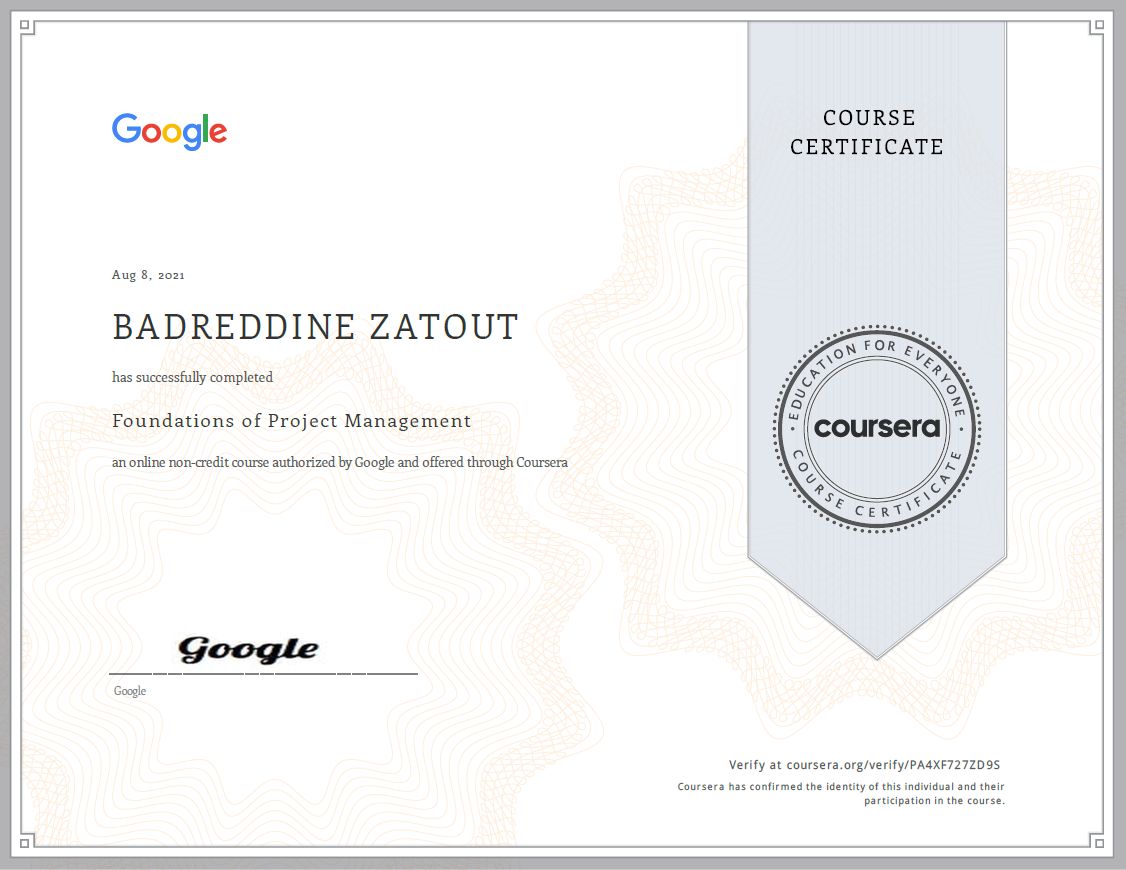 Google
COURSE
CERTIFICATE
Aug 8, 2021
BADREDDINE ZATOUT
has successfully completed
Foundations of Project Management
an online non-credit course authorized by Google and offered through Coursera
EDUCATION FOR EVERYONE
coursera
COURSE CERTIFICATE
Google
Google
Verify at coursera.org/verify/PA4XF727ZD9S
Coursera has confirmed the identity of this individual and their
participation in the course.